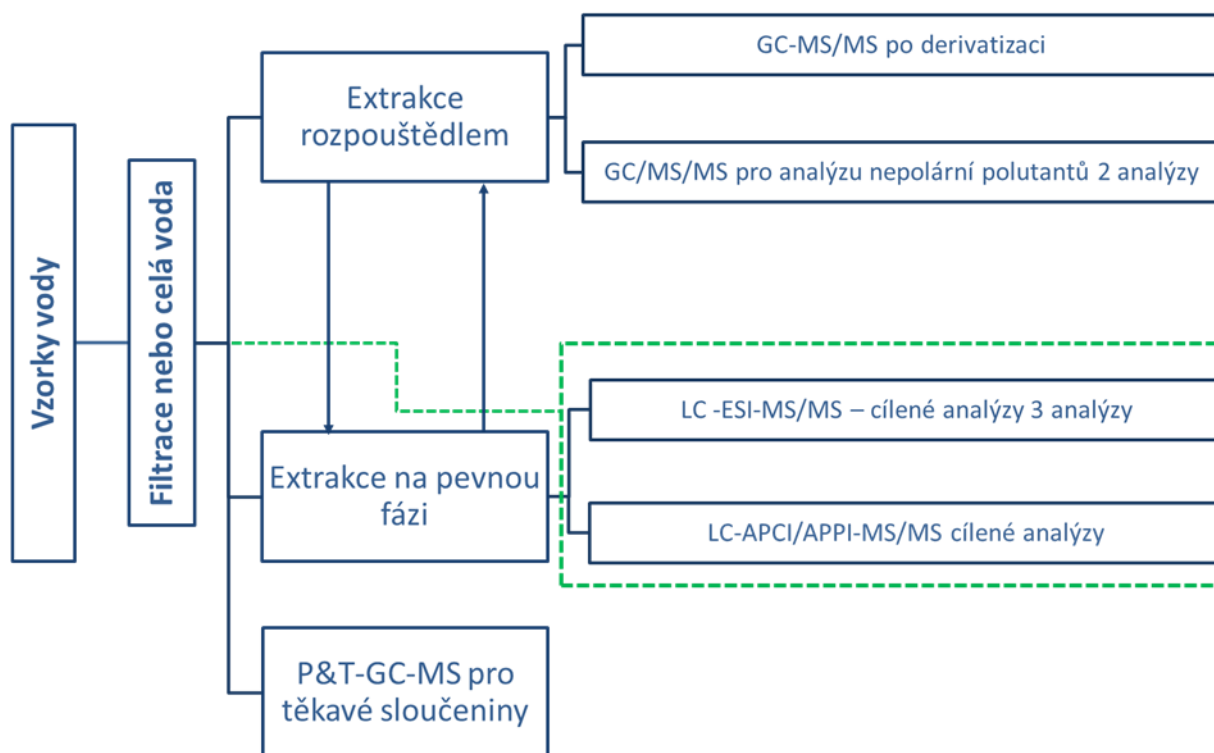 Vzorky vody
Filtrace nebo celá voda
Extrakce
rozpouštědlem
GC-MS/MS po derivatizaci
GC/MS/MS pro analýzu nepolární polutantů 2 analýzy
Extrakce na pevnou
fázi
LC -ESI-MS/MS – cílené analýzy 3 analýzy
LC-APCI/APPI-MS/MS cílené analýzy
P&T-GC-MS pro
těkavé sloučeniny